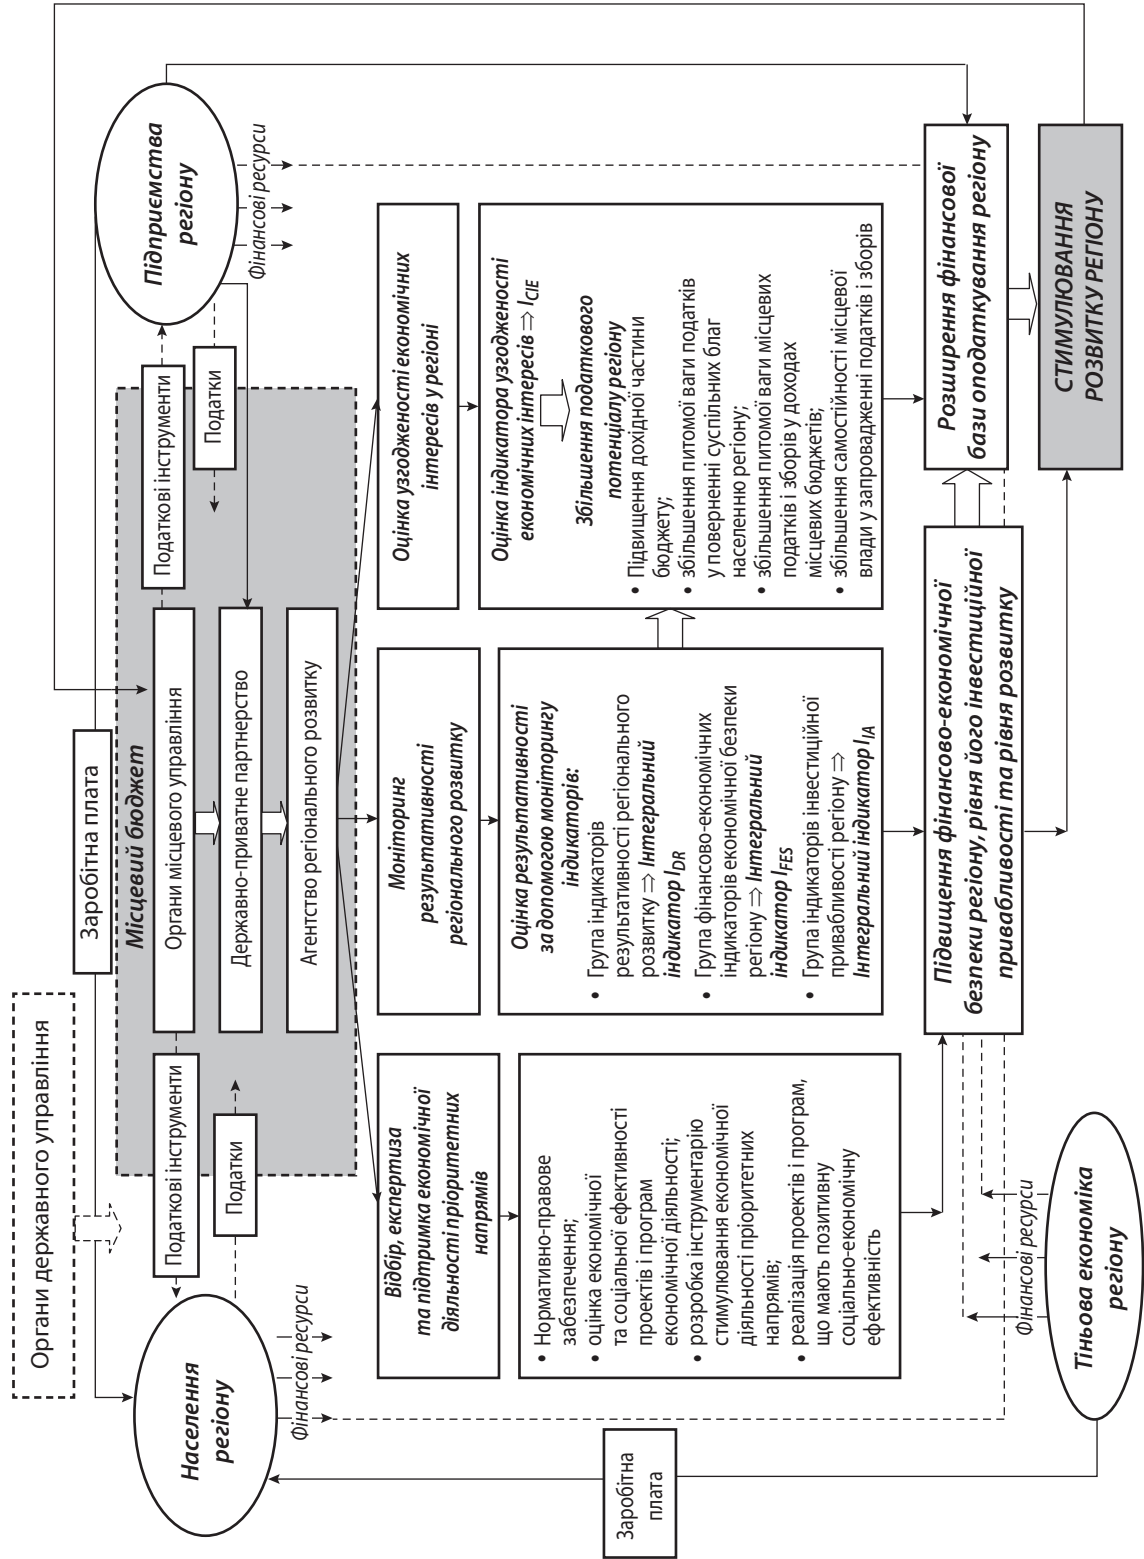 Органи державного управління
Заробітна плата
Населення
регіону
Податкові інструменти
Податки
Фінансові ресурси
Місцевий бюджет
Органи місцевого управління
Державно-приватне партнерство
Агентство регіонального розвитку
Податкові інструменти
Податки
Підприємства
регіону
Фінансові ресурси
Відбір, експертиза
та підтримка економічної
діяльності пріоритетних
напрямів
Моніторинг
результативності
регіонального розвитку
Оцінка узгодженості економічних
інтересів у регіоні
• Нормативно-правове
забезпечення;
• оцінка економічної
та соціальної ефективності
проектів і програм
економічної діяльності;
• розробка інструментарію
стимулювання економічної
діяльності пріоритетних
напрямів;
• реалізація проектів і програм,
що мають позитивну
соціально-економічну
ефективність
Оцінка результативності
за допомогою моніторингу
індикаторів:
• Група індикаторів
результативності регіонального
розвитку ⇒ Інтегральний
індикатор I_DR
• Група фінансово-економічних
індикаторів економічної безпеки
регіону ⇒ Інтегральний
індикатор I_FES
• Група індикаторів інвестиційної
привабливості регіону ⇒
Інтегральний індикатор I_IA
Оцінка індикатора узгодженості
економічних інтересів ⇒ I_CIE
Збільшення податкового
потенціалу регіону
• Підвищення дохідної частини
бюджету;
• збільшення питомої ваги податків
у поверненні суспільних благ
населенню регіону;
• збільшення питомої ваги місцевих
податків і зборів у доходах
місцевих бюджетів;
• збільшення самостійності місцевої
влади у запровадженні податків і зборів
Заробітна
плата
Фінансові ресурси
Тіньова економіка
регіону
Підвищення фінансово-економічної
безпеки регіону, рівня його інвестиційної
привабливості та рівня розвитку
Розширення фінансової
бази оподаткування регіону
СТИМУЛЮВАННЯ
РОЗВИТКУ РЕГІОНУ